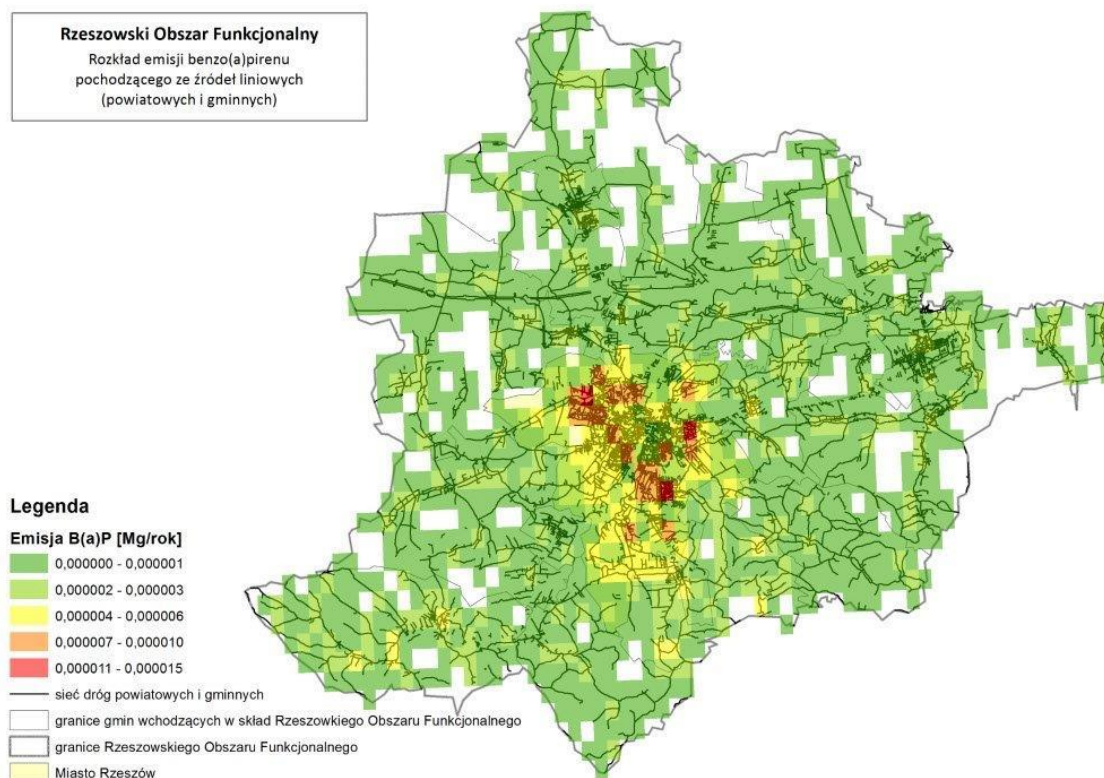 Rzeszowski Obszar Funkcjonalny
Rozkład emisji benzo(a)pirenu
pochodzącego ze źródeł liniowych
(powiatowych i gminnych)
Legenda
Emisja B(a)P [Mg/rok]
0,000000 - 0,000001
0,000002 - 0,000003
0,000004 - 0,000006
0,000007 - 0,000010
0,000011 - 0,000015
sieć dróg powiatowych i gminnych
granice gmin wchodzących w skład Rzeszowkiego Obszaru Funkcjonalnego
granice Rzeszowskiego Obszaru Funkcjonalnego
Miasto Rzeszów